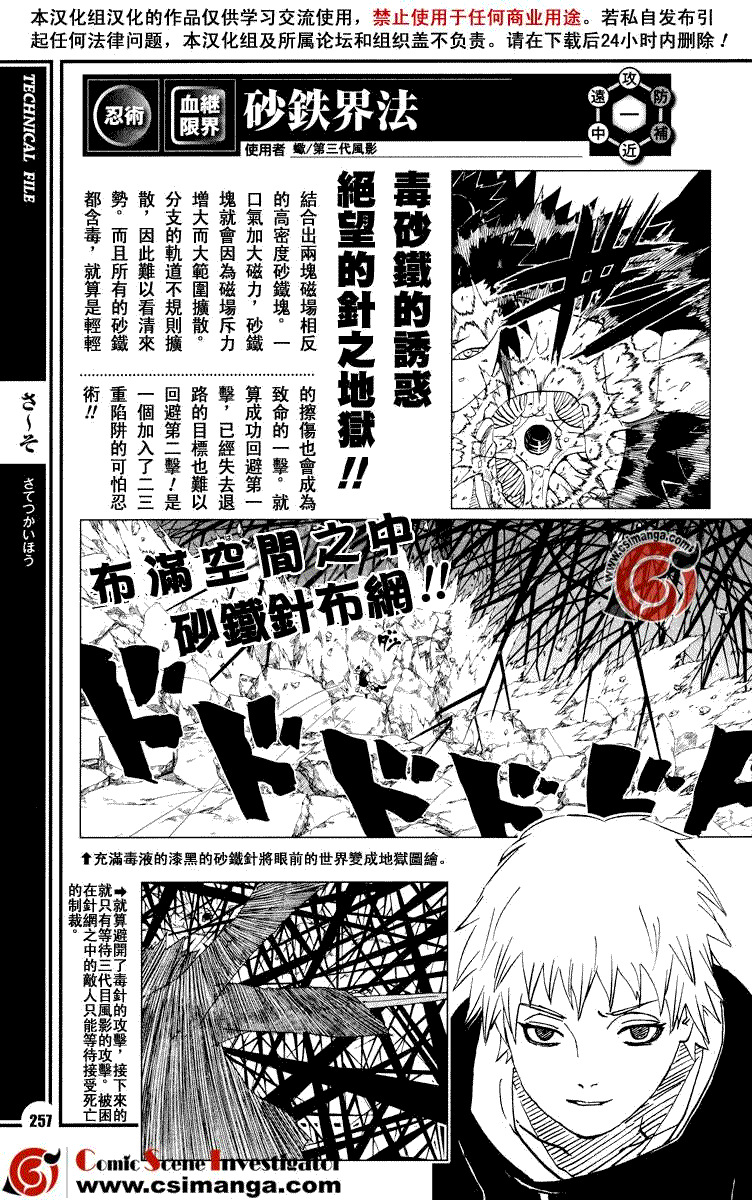 本汉化组汉化的作品仅供学习交流使用，禁止使用于任何商业用途。若私自发布引
起任何法律问题，本汉化组及所属论坛和组织盖不负责。请在下载后24小时内删除！
TECHNICAL FILE
忍術
血継
限界
砂鉄界法
使用者 蠍/第三代風影
攻
防
補
近
中
遠
一
毒砂鐵的誘惑
絕望的針之地獄!!
結合出兩塊磁場相反
的高密度砂鐵塊。一
口氣加大磁力，砂鐵
塊就會因為磁場斥力
增大而大範圍擴散。
分支的軌道不規則擴
散，因此難以看清來
勢。而且所有的砂鐵
都含毒，就算是輕輕
的擦傷也會成為
致命的一擊。就
算成功回避第一
擊，已經失去退
路的目標也難以
回避第二擊！是
一個加入了二三
重陷阱的可怕忍
術!!
さ～そ
さてつかいほう
www.csimanga.com
布滿空間之中
砂鐵針布網!!
ダッ
ドドドドドドド
⬆充滿毒液的漆黑的砂鐵針將眼前的世界變成地獄圖繪。
➡就算避開了毒針的攻擊，接下來的
就只有等待三代目風影的攻擊。被困
在針網之中的敵人只能等待接受死亡
的制裁。
257
Comic Scene Investigator
www.csimanga.com